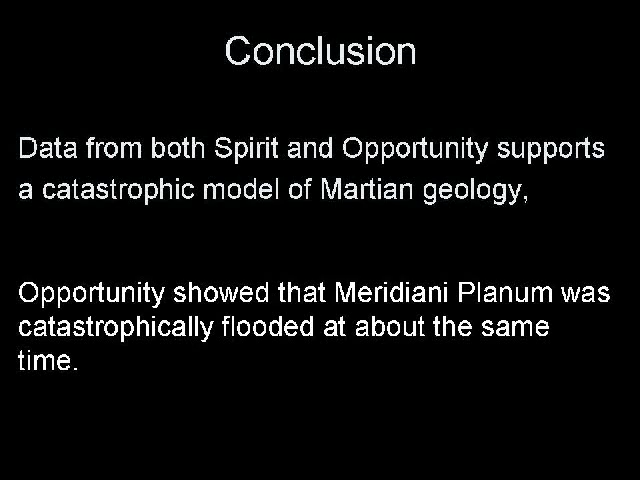 Conclusion
Data from both Spirit and Opportunity supports
a catastrophic model of Martian geology,
Opportunity showed that Meridiani Planum was
catastrophically flooded at about the same
time.